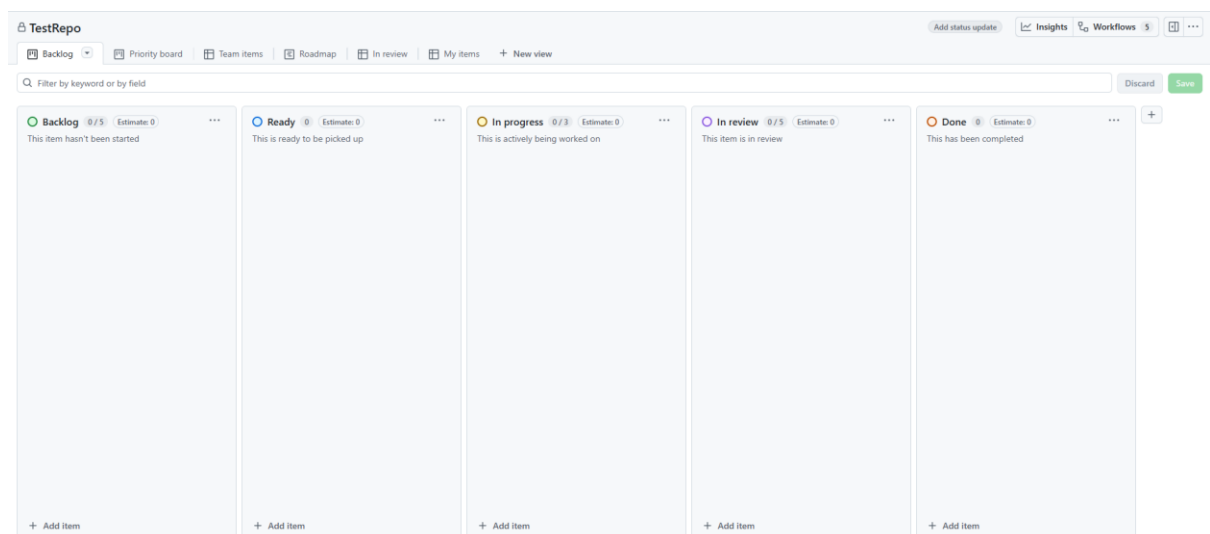 TestRepo
Add status update Insights Workflows 5
Backlog Priority board Team items Roadmap In review My items + New view
Filter by keyword or by field
Discard Save
Backlog 0 / 5 Estimate: 0
This item hasn't been started
+ Add item
Ready 0 Estimate: 0
This is ready to be picked up
+ Add item
In progress 0 / 3 Estimate: 0
This is actively being worked on
+ Add item
In review 0 / 5 Estimate: 0
This item is in review
+ Add item
Done 0 Estimate: 0
This has been completed
+ Add item